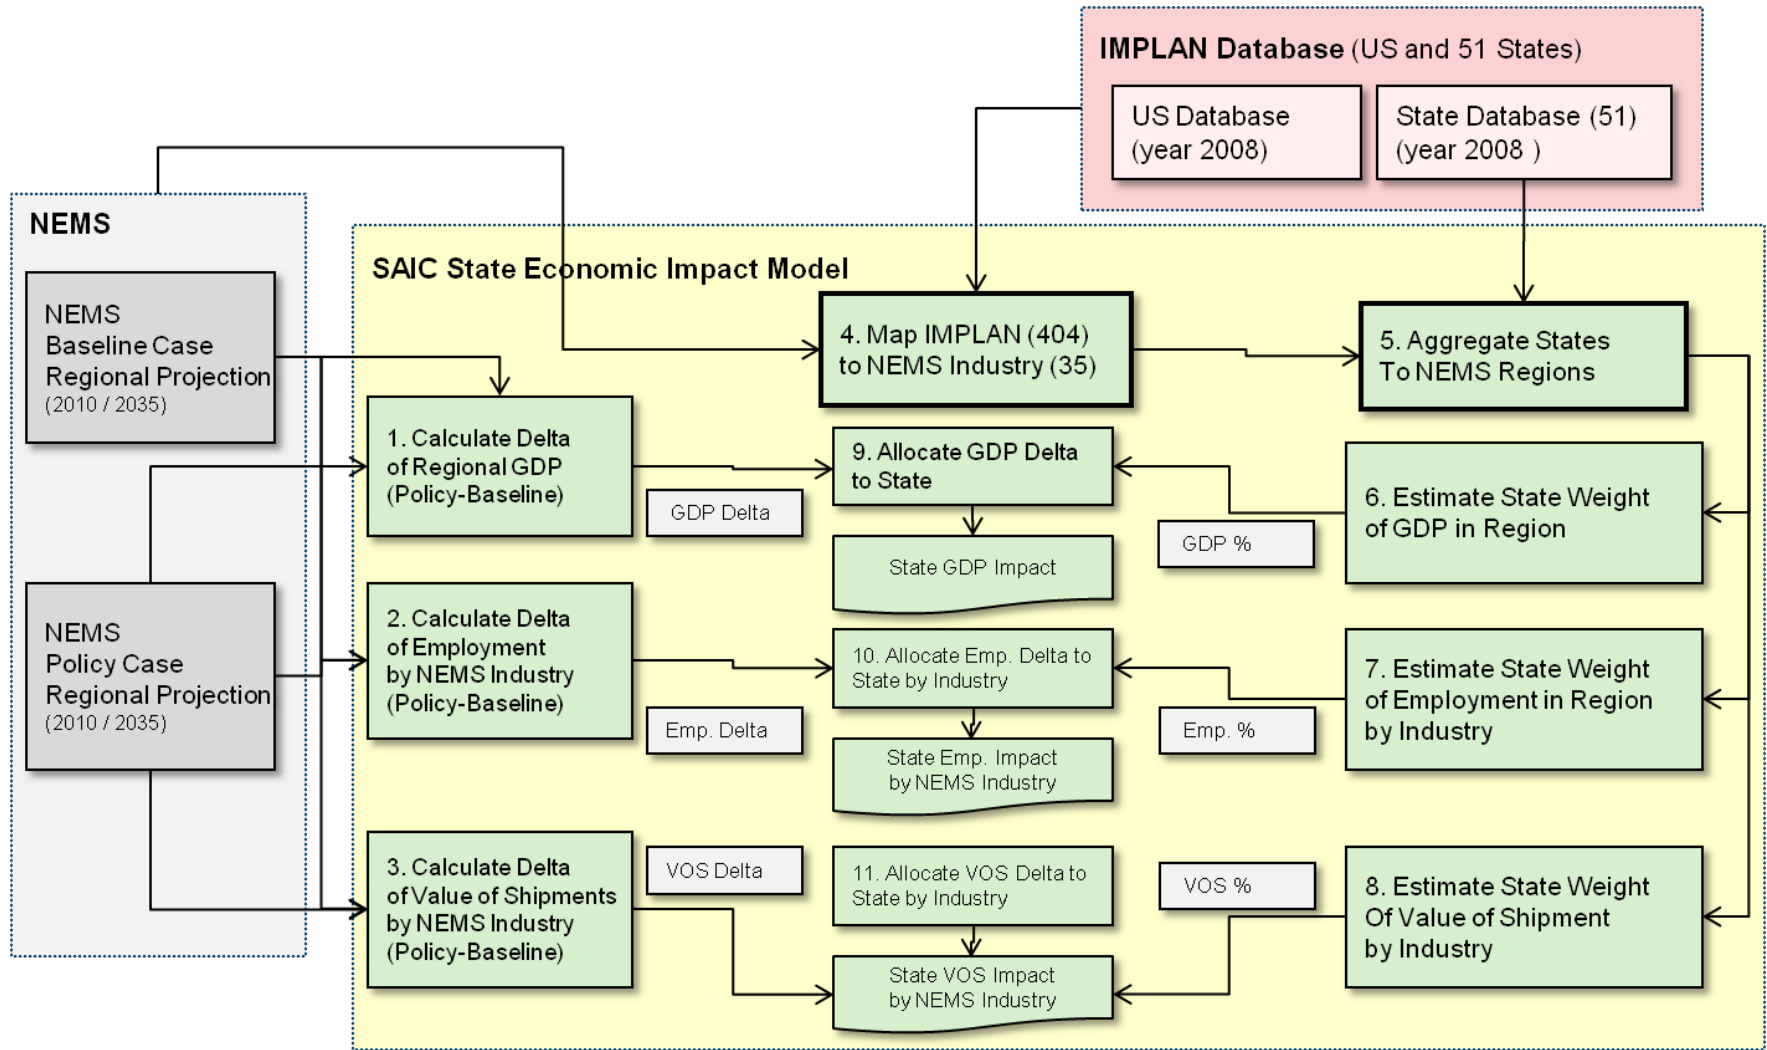 IMPLAN Database (US and 51 States)
US Database
(year 2008)
State Database (51)
(year 2008 )
NEMS
NEMS
Baseline Case
Regional Projection
(2010 / 2035)
NEMS
Policy Case
Regional Projection
(2010 / 2035)
SAIC State Economic Impact Model
4. Map IMPLAN (404)
to NEMS Industry (35)
5. Aggregate States
To NEMS Regions
1. Calculate Delta
of Regional GDP
(Policy-Baseline)
GDP Delta
9. Allocate GDP Delta
to State
State GDP Impact
GDP %
6. Estimate State Weight
of GDP in Region
2. Calculate Delta
of Employment
by NEMS Industry
(Policy-Baseline)
Emp. Delta
10. Allocate Emp. Delta to
State by Industry
State Emp. Impact
by NEMS Industry
Emp. %
7. Estimate State Weight
of Employment in Region
by Industry
3. Calculate Delta
of Value of Shipments
by NEMS Industry
(Policy-Baseline)
VOS Delta
11. Allocate VOS Delta to
State by Industry
State VOS Impact
by NEMS Industry
VOS %
8. Estimate State Weight
Of Value of Shipment
by Industry